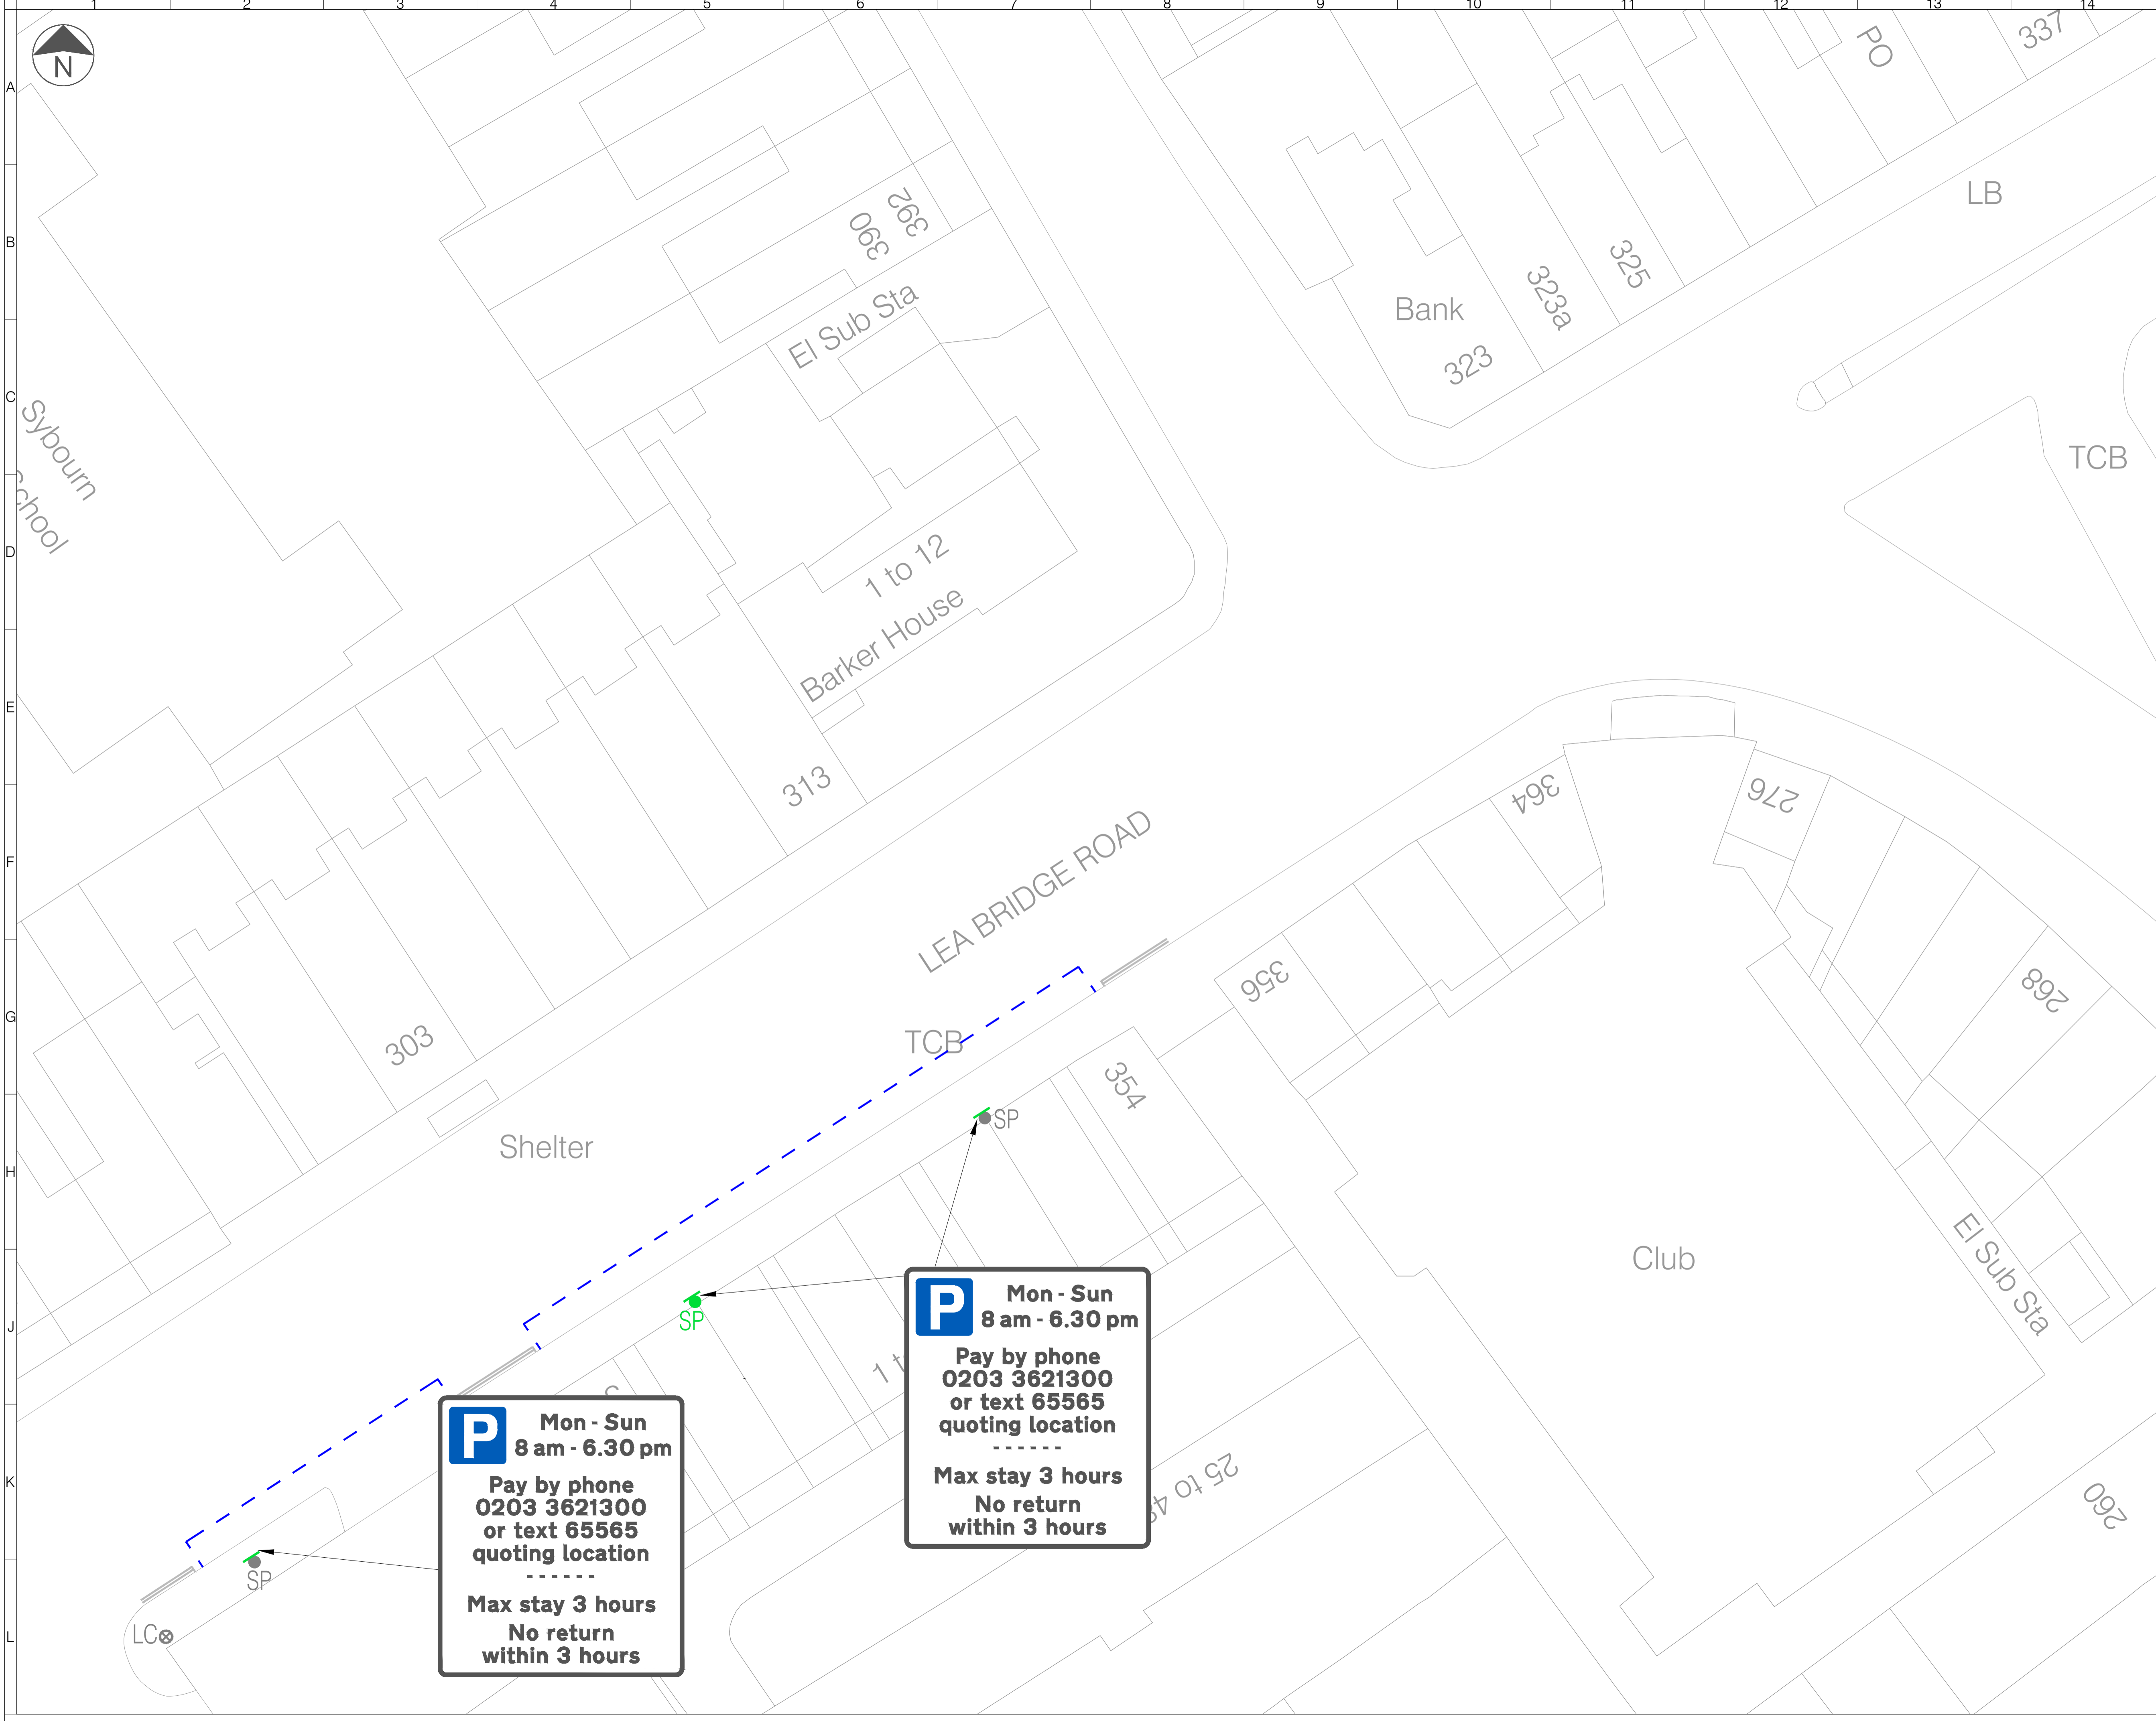 1 2 3 4 5 6 7 8 9 10 11 12 13 14
A
B
C
D
E
F
G
H
J
K
L
N
PO
337
LB
392
390
El Sub Sta
325
323a
Bank
323
Sybourn
School
TCB
1 to 12
Barker House
313
364
276
LEA BRIDGE ROAD
356
268
303
TCB
354
SP
Shelter
Club
El Sub Sta
SP
P
Mon - Sun
8 am - 6.30 pm
Pay by phone
0203 3621300
or text 65565
quoting location
- - - - - -
Max stay 3 hours
No return
within 3 hours
25 to 48
260
P
Mon - Sun
8 am - 6.30 pm
Pay by phone
0203 3621300
or text 65565
quoting location
- - - - - -
Max stay 3 hours
No return
within 3 hours
SP
LC